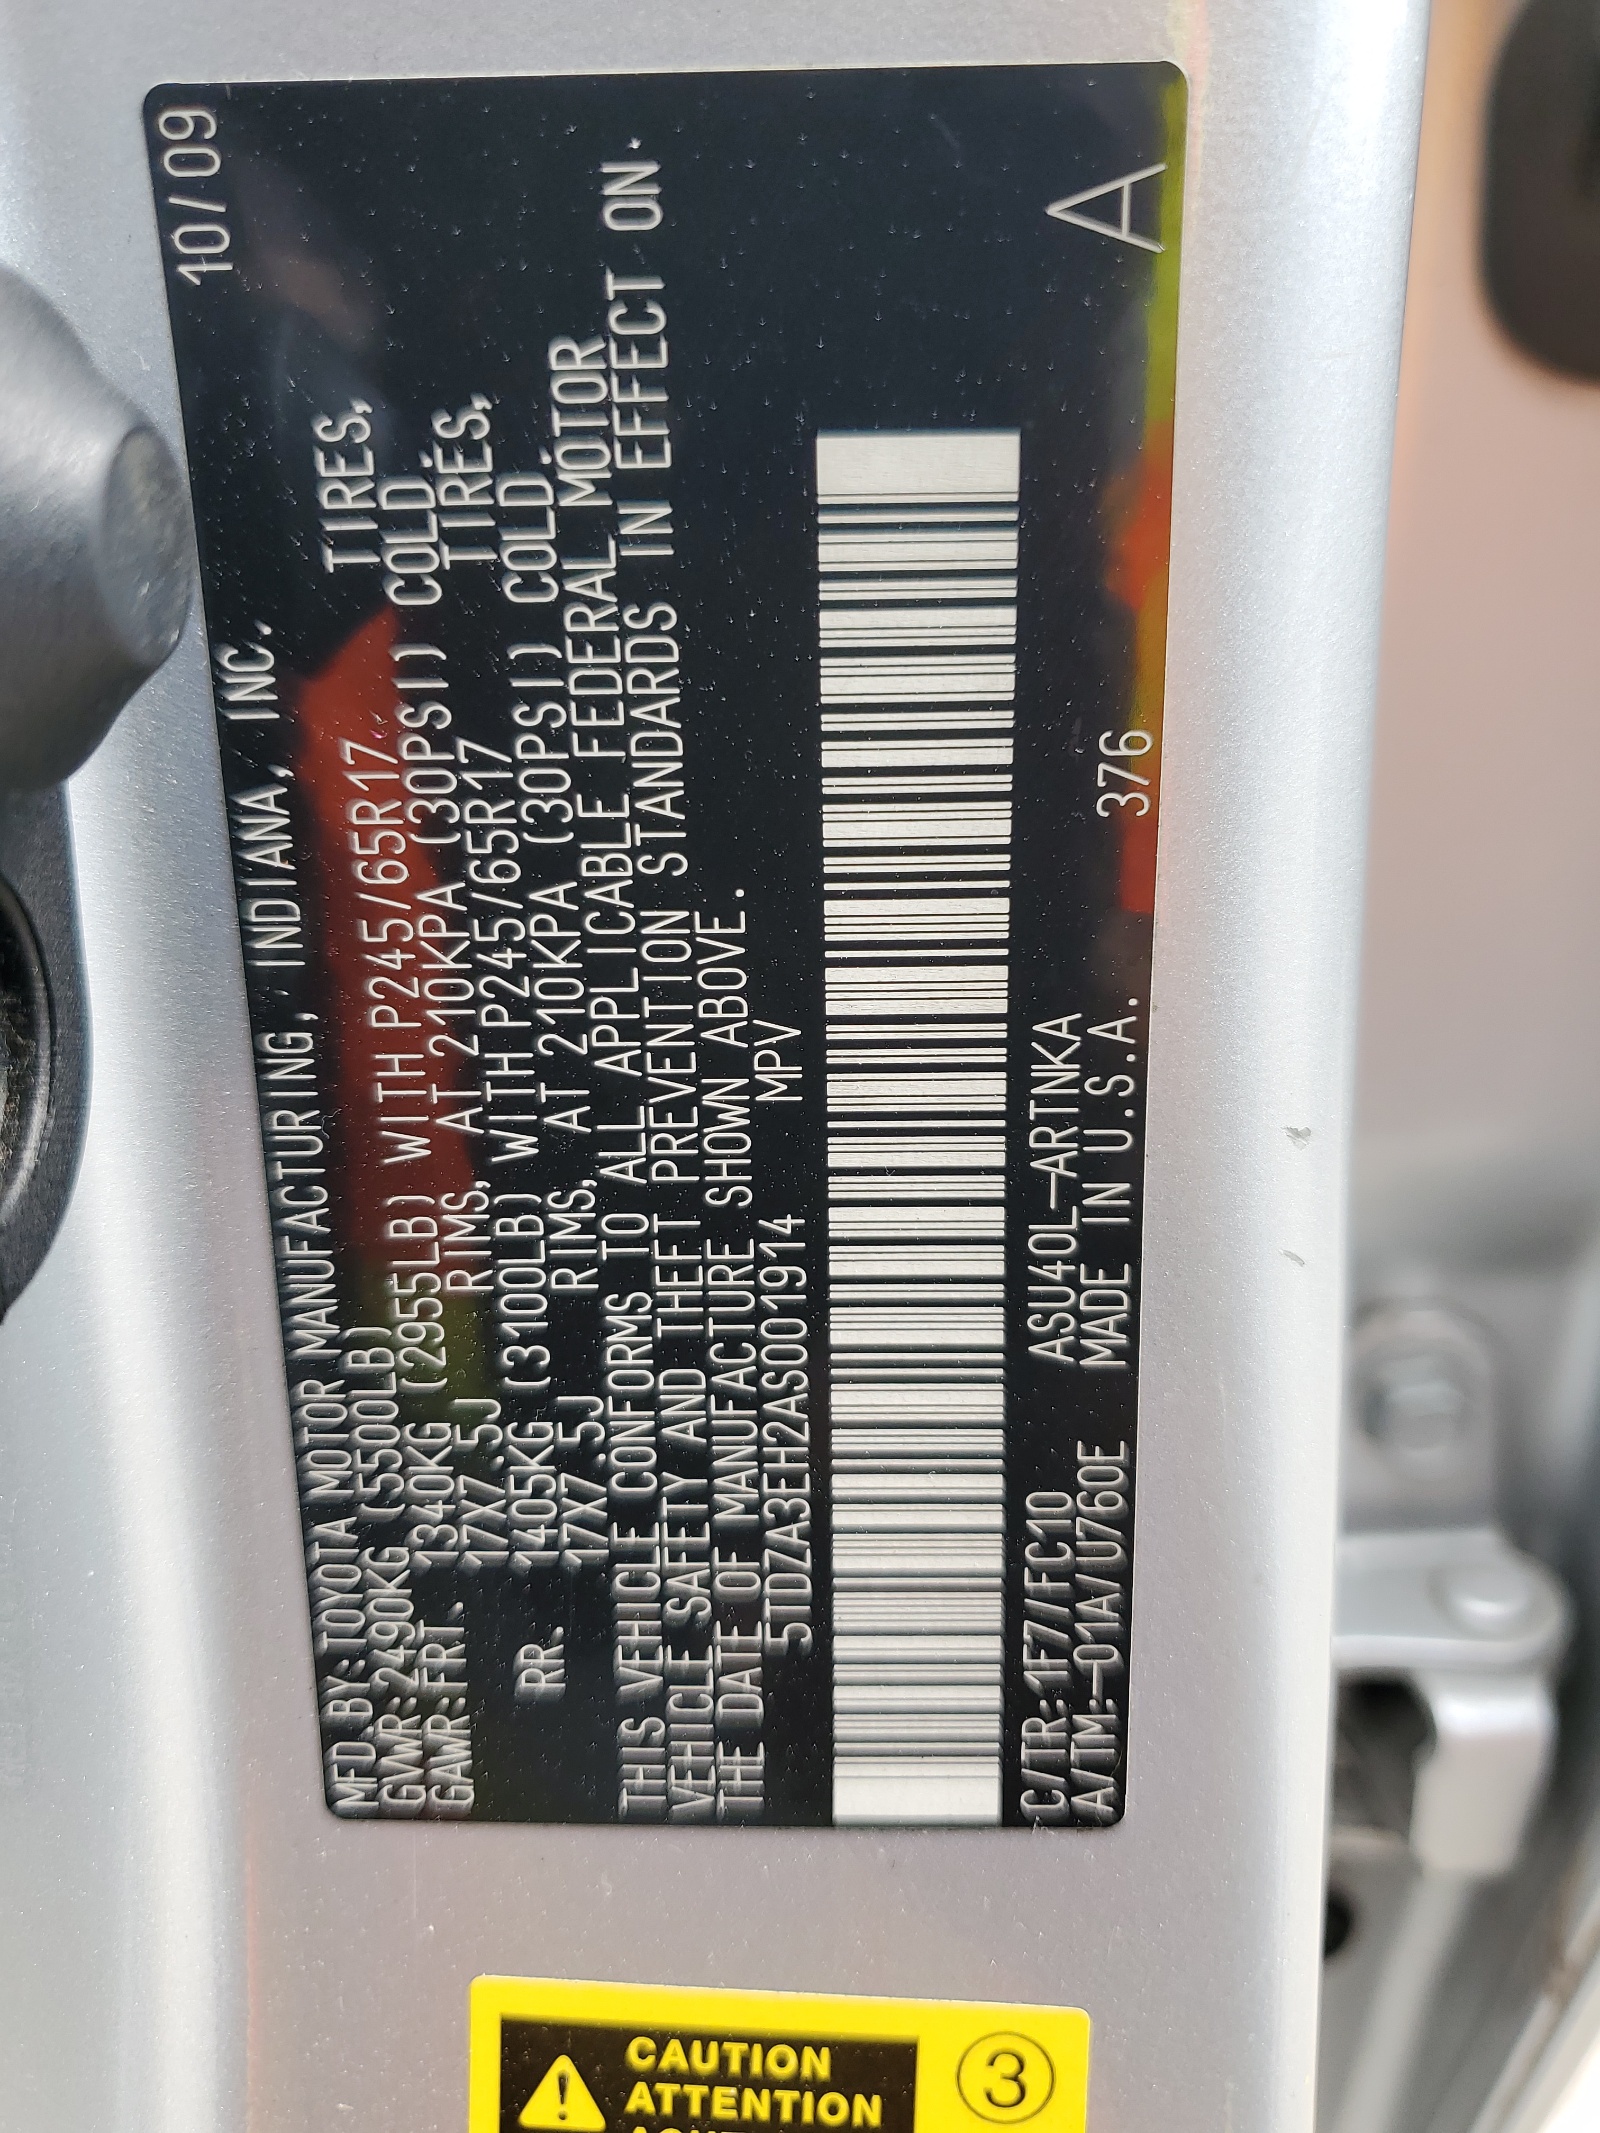 10/09
MFD.BY:TOYOTA MOTOR MANUFACTURING, INDIANA, INC.
GVWR:2490KG (5500LB)
GAWR:FRT. 1340KG (2955LB) WITH P245/65R17 TIRES,
17X7.5J RIMS, AT 210KPA (30PSI) COLD.
RR. 1405KG (3100LB) WITH P245/65R17 TIRES,
17X7.5J RIMS, AT 210KPA (30PSI) COLD.
THIS VEHICLE CONFORMS TO ALL APPLICABLE FEDERAL MOTOR
VEHICLE SAFETY AND THEFT PREVENTION STANDARDS IN EFFECT ON
THE DATE OF MANUFACTURE SHOWN ABOVE.
5TDZA3EH2AS001914 MPV
C/TR:1F7/FC10 ASU40L-ARTNKA
A/TM:-01A/U760E MADE IN U.S.A. 376 A
CAUTION
ATTENTION
3